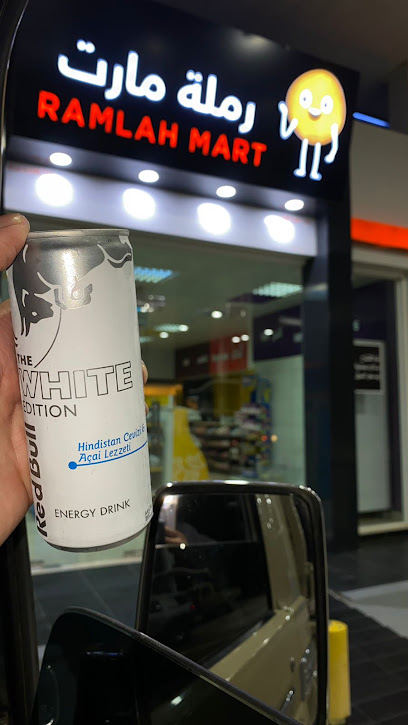 رملة مارت
RAMLAH MART
THE
WHITE
EDITION
Red Bull
Hindistan Cevizi &
Açai Lezzeti
ENERGY DRINK